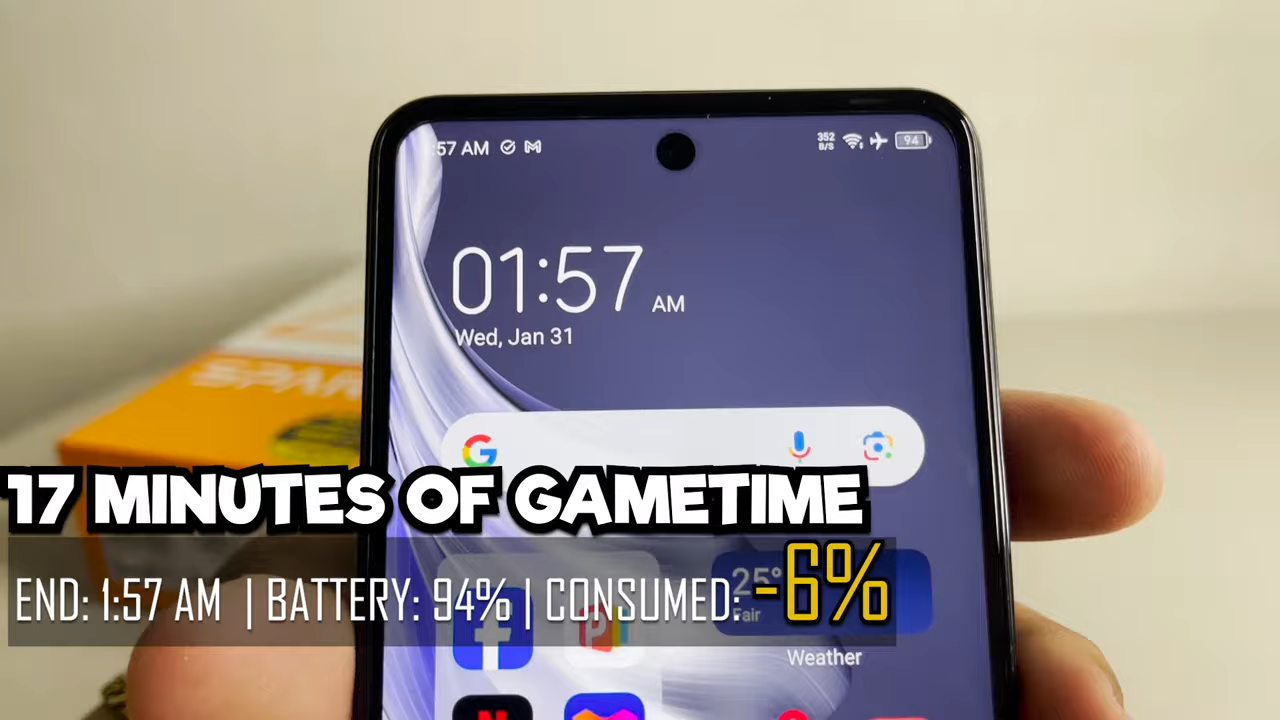 :57 AM
352
B/S
94
01:57 AM
Wed, Jan 31
SPAR
G
17 MINUTES OF GAMETIME
25°
Fair
END: 1:57 AM | BATTERY: 94% | CONSUMED: -6%
Weather